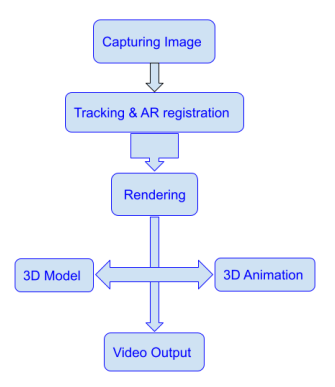 Capturing Image
Tracking & AR registration
Rendering
3D Model
3D Animation
Video Output